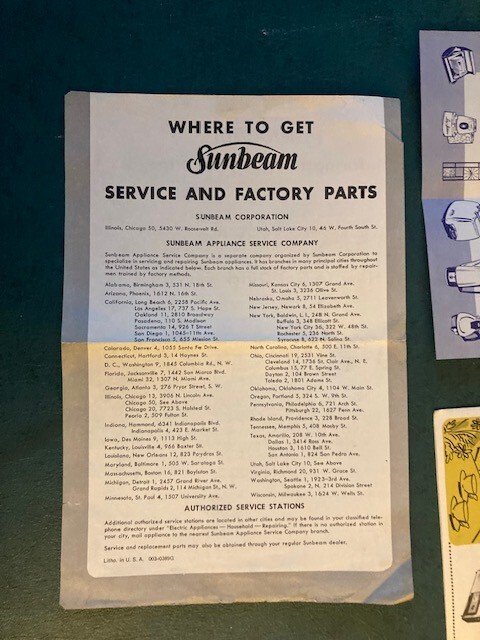 WHERE TO GET
Sunbeam
SERVICE AND FACTORY PARTS
SUNBEAM CORPORATION
Illinois, Chicago 50, 5430 W. Roosevelt Rd.
Utah, Salt Lake City 10, 46 W. Fourth South St.
SUNBEAM APPLIANCE SERVICE COMPANY
Sunbeam Appliance Service Company is a separate company organized by Sunbeam Corporation to
specialize in servicing and repairing Sunbeam appliances. It has branches in many principal cities throughout
the United States as indicated below. Each branch has a full stock of factory parts and is staffed by repair-
men trained by factory methods.
Alabama, Birmingham 3, 331 N. 18th St.
Arizona, Phoenix, 1612 N. 16th St.
California, Long Beach 6, 2258 Pacific Ave.
Los Angeles 17, 737 S. Hope St.
Oakland 11, 2810 Broadway
Pasadena, 110 S. Madison
Sacramento 14, 926 T Street
San Diego 1, 1045-11th Ave.
San Francisco 3, 655 Mission St.
Colorado, Denver 4, 1055 Santa Fe Drive.
Connecticut, Hartford 3, 14 Haynes St.
D. C., Washington 9, 1845 Columbia Rd., N. W.
Florida, Jacksonville 7, 1442 San Marco Blvd.
Miami 32, 1207 N. Miami Ave.
Georgia, Atlanta 3, 276 Pryor Street, S. W.
Illinois, Chicago 13, 3906 N. Lincoln Ave.
Chicago 50, See Above
Chicago 20, 7723 S. Halsted St.
Peoria 2, 509 Fulton St.
Indiana, Hammond, 6341 Indianapolis Blvd.
Indianapolis 4, 422 E. Market St.
Iowa, Des Moines 9, 1113 High St.
Kentucky, Louisville 4, 966 Baxter St.
Louisiana, New Orleans 12, 823 Perdido St.
Maryland, Baltimore 1, 505 W. Saratoga St.
Massachusetts, Boston 16, 821 Boylston St.
Michigan, Detroit 1, 2457 Grand River Ave.
Grand Rapids 2, 114 Michigan St., N. W.
Minnesota, St. Paul 4, 1507 University Ave.
Missouri, Kansas City 6, 1307 Grand Ave.
St. Louis 3, 3236 Olive St.
Nebraska, Omaha 5, 2711 Leavenworth St.
New Jersey, Newark 8, 54 Elizabeth Ave.
New York, Baldwin, L. I., 248 N. Grand Ave.
Buffalo 3, 348 Ellicott St.
New York City 36, 322 W. 48th St.
Rochester 5, 236 North St.
Syracuse 8, 622 N. Salina St.
North Carolina, Charlotte 6, 500 E. 11th St.
Ohio, Cincinnati 19, 2531 Vine St.
Cleveland 14, 1736 St. Clair Ave., N. E.
Columbus 15, 77 E. Spring St.
Dayton 2, 104 Brown Street
Toledo 2, 1801 Adams St.
Oklahoma, Oklahoma City 4, 1104 W. Main St.
Oregon, Portland 5, 324 S. W. 9th St.
Pennsylvania, Philadelphia 6, 721 Arch St.
Pittsburgh 22, 1637 Penn Ave.
Rhode Island, Providence 3, 228 Broad St.
Tennessee, Memphis 5, 408 Mosby St.
Texas, Amarillo, 208 W. 10th Ave.
Dallas 1, 3414 Ross Ave.
Houston 3, 1610 Bell St.
San Antonio 1, 824 San Pedro Ave.
Utah, Salt Lake City 10, See Above
Virginia, Richmond 20, 931 W. Grace St.
Washington, Seattle 1, 1923-3rd Ave.
Spokane 2, N. 214 Division Street
Wisconsin, Milwaukee 3, 1634 W. Wells St.
AUTHORIZED SERVICE STATIONS
Additional authorized service stations are located in other cities and may be found in your classified tele-
phone directory under "Electric Appliances — Household — Repairing." If there is no authorized station in
your city, mail appliance to the nearest Sunbeam Appliance Service Company branch.
Service and replacement parts may also be obtained through your regular Sunbeam dealer.
Litho. in U. S. A.